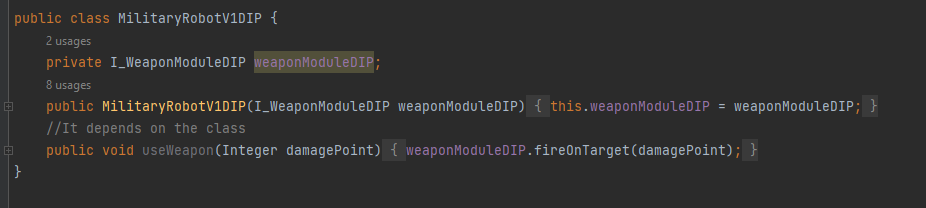 public class MilitaryRobotV1DIP {
2 usages
private I_WeaponModuleDIP weaponModuleDIP;
8 usages
public MilitaryRobotV1DIP(I_WeaponModuleDIP weaponModuleDIP) { this.weaponModuleDIP = weaponModuleDIP; }
//It depends on the class
public void useWeapon(Integer damagePoint) { weaponModuleDIP.fireOnTarget(damagePoint); }
}